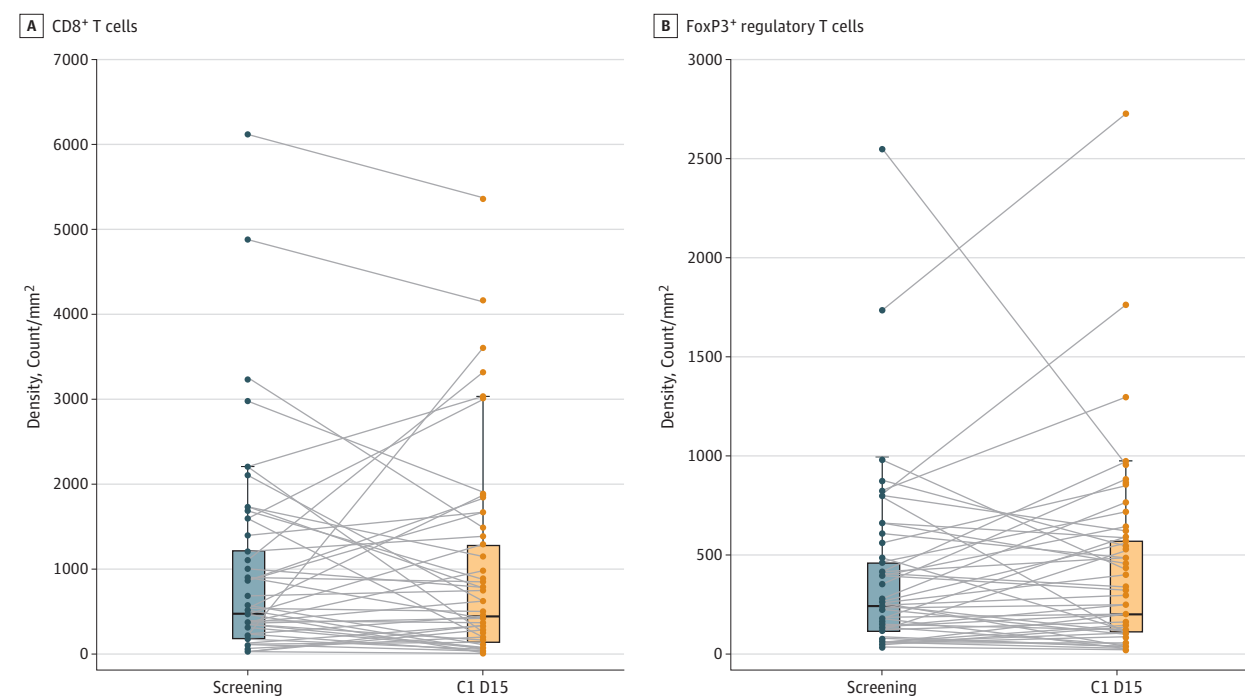 A CD8+ T cells
7000
6000
5000
4000
3000
2000
1000
0
Density, Count/mm2
Screening
C1 D15
B FoxP3+ regulatory T cells
3000
2500
2000
1500
1000
500
0
Density, Count/mm2
Screening
C1 D15